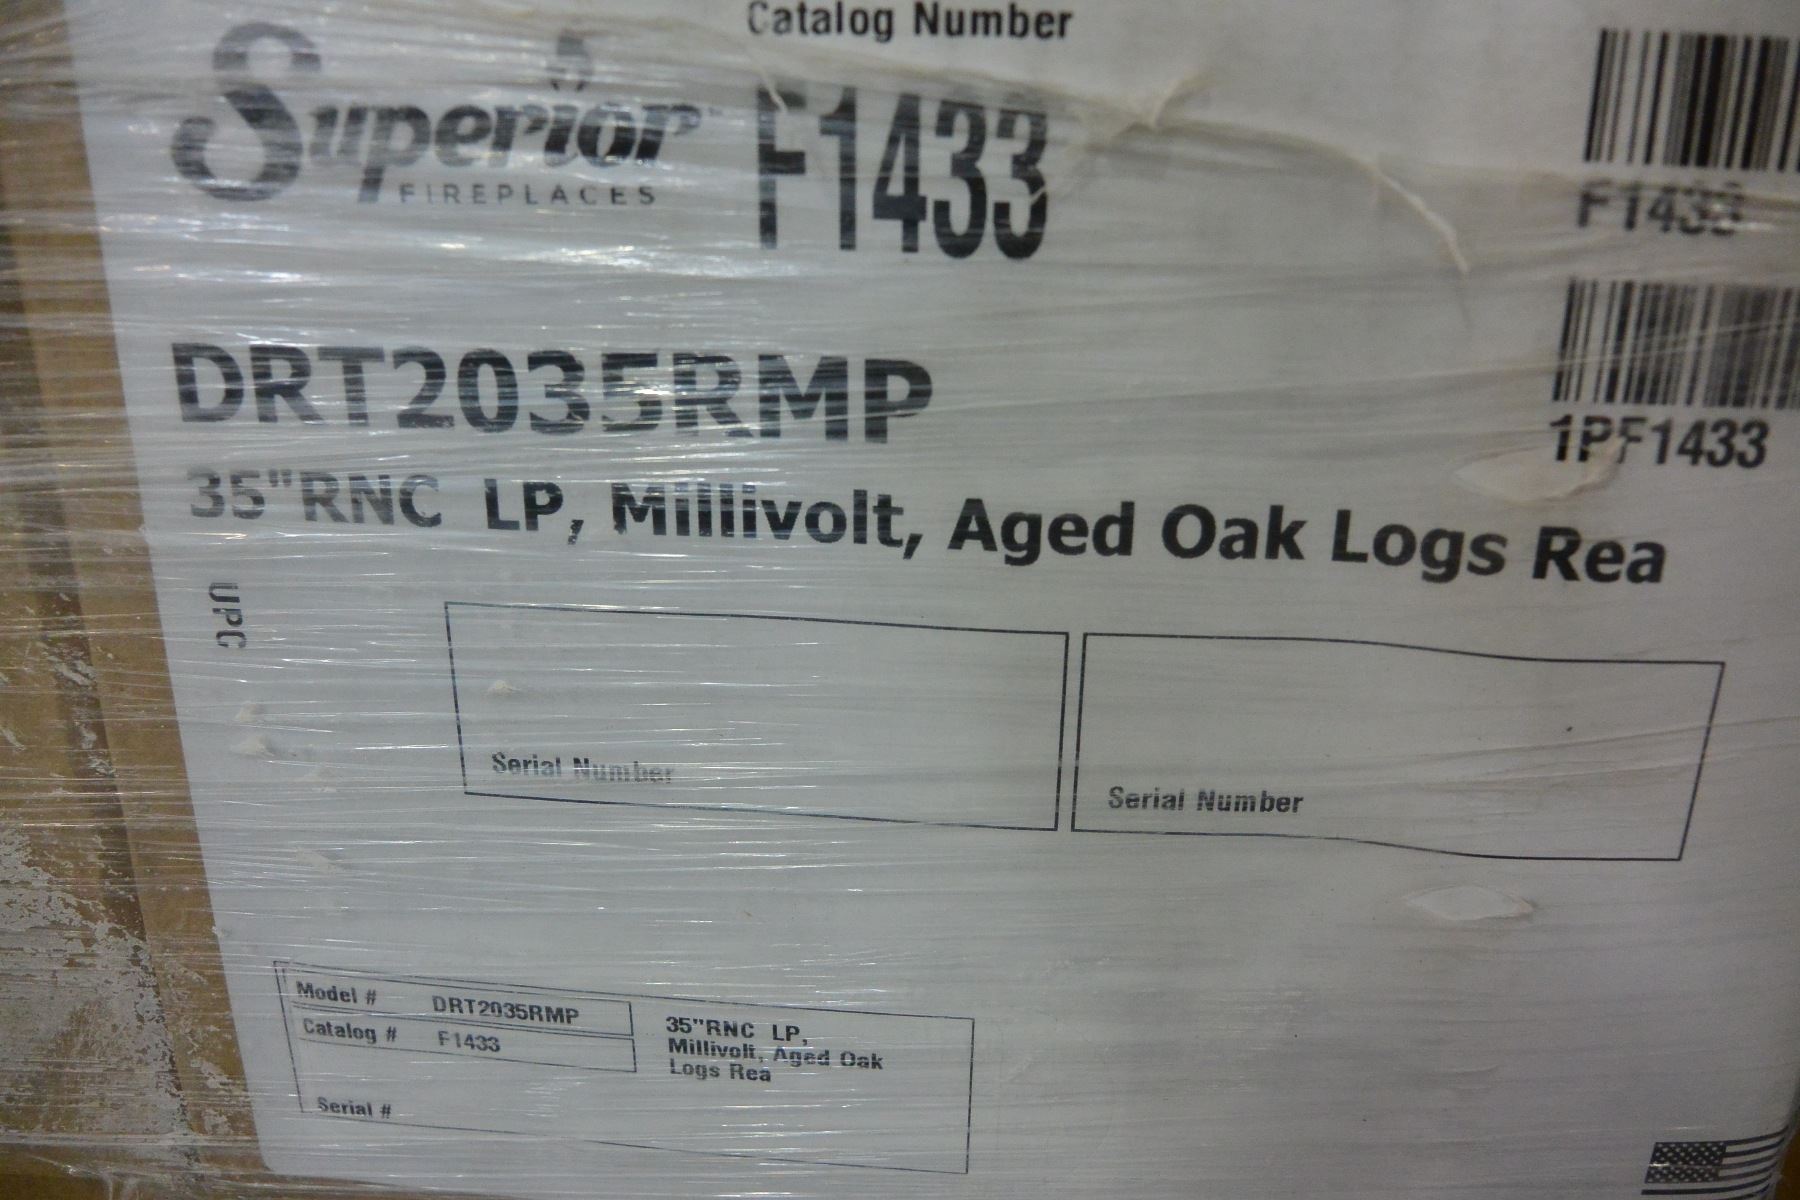 Catalog Number
Superior
FIREPLACES
F1433
F1433
1PF1433
DRT2035RMP
35"RNC LP, Millivolt, Aged Oak Logs Rea
UPC
Serial Number
Serial Number
Model # DRT2035RMP
Catalog # F1433
Serial #
35"RNC LP,
Millivolt, Aged Oak
Logs Rea